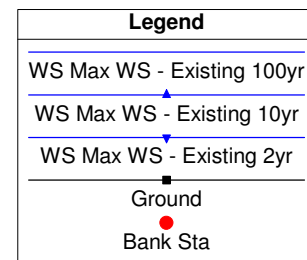 Legend
WS Max WS - Existing 100yr
WS Max WS - Existing 10yr
WS Max WS - Existing 2yr
Ground
Bank Sta